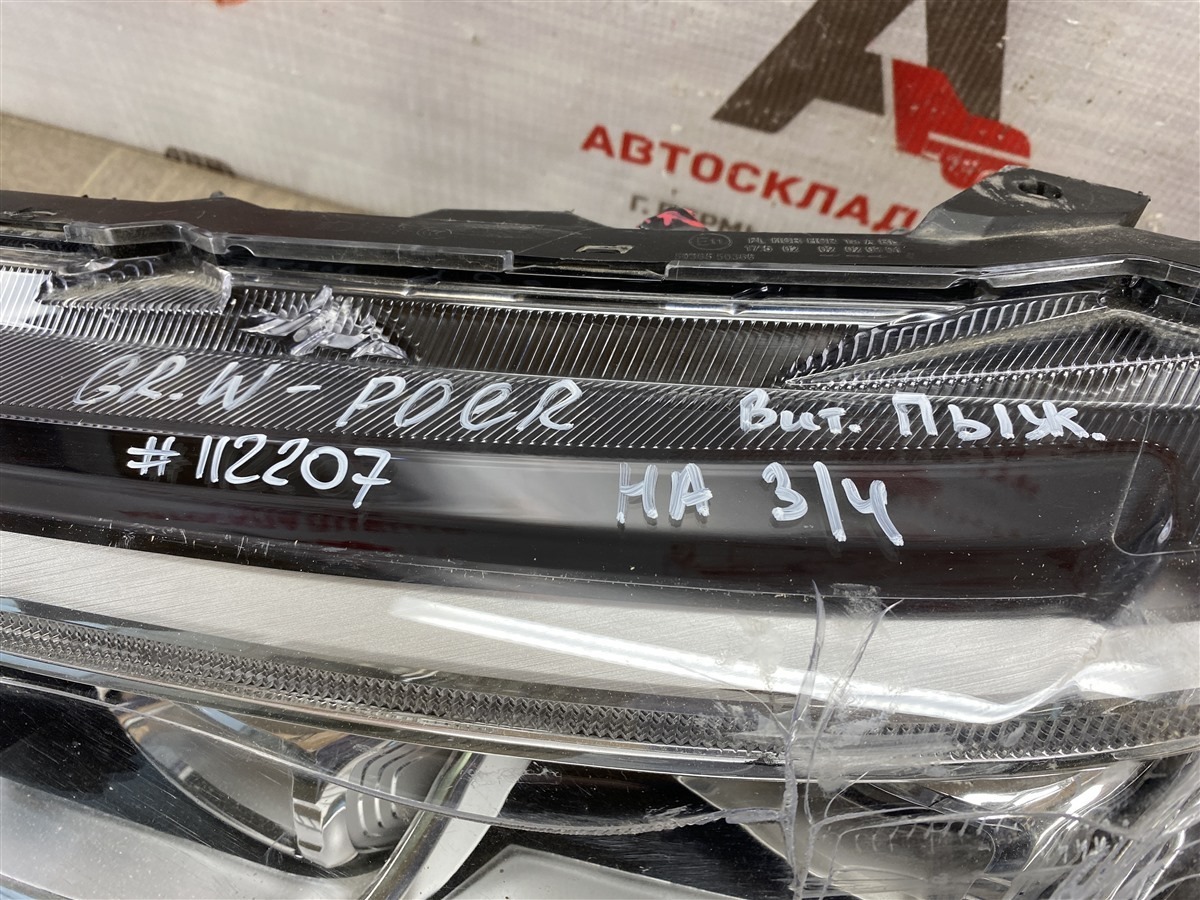 А
АВТОСКЛАД
GR.W - POER Вит. Пыж.
#112207 НА 3/4